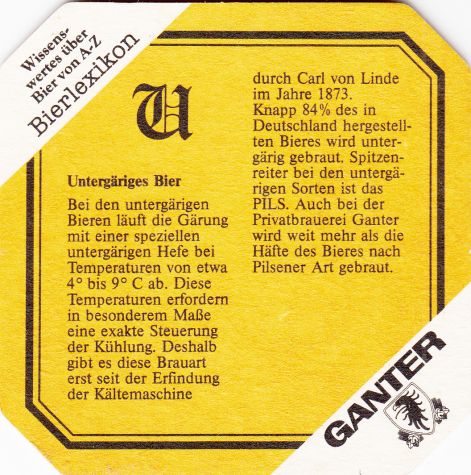 Wissens-
wertes über
Bier von A-Z
Bierlexikon
U
Untergäriges Bier
Bei den untergärigen
Bieren läuft die Gärung
mit einer speziellen
untergärigen Hefe bei
Temperaturen von etwa
4° bis 9° C ab. Diese
Temperaturen erfordern
in besonderem Maße
eine exakte Steuerung
der Kühlung. Deshalb
gibt es diese Brauart
erst seit der Erfindung
der Kältemaschine
durch Carl von Linde
im Jahre 1873.
Knapp 84% des in
Deutschland hergestell-
ten Bieres wird unter-
gärig gebraut. Spitzen-
reiter bei den untergä-
rigen Sorten ist das
PILS. Auch bei der
Privatbrauerei Ganter
wird weit mehr als die
Häfte des Bieres nach
Pilsener Art gebraut.
GANTER